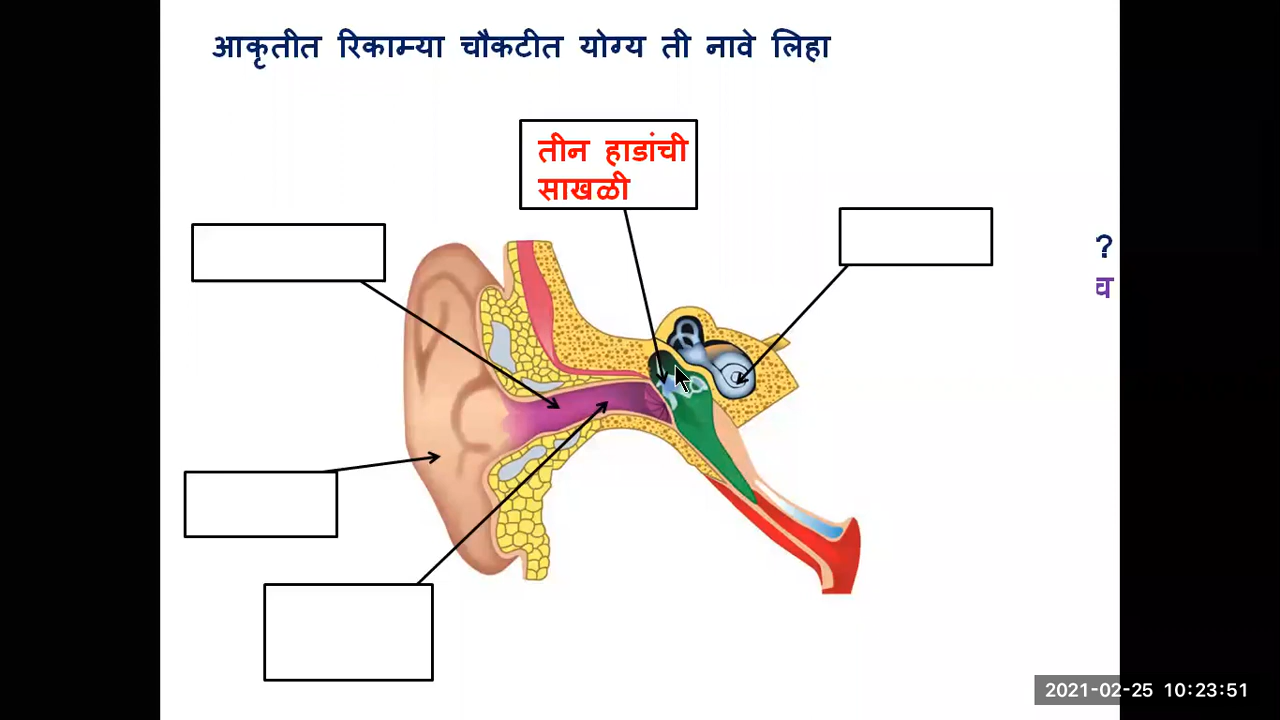 आकृतीत रिकाम्या चौकटीत योग्य ती नावे लिहा
तीन हाडांची
साखळी
?
व
2021-02-25 10:23:51